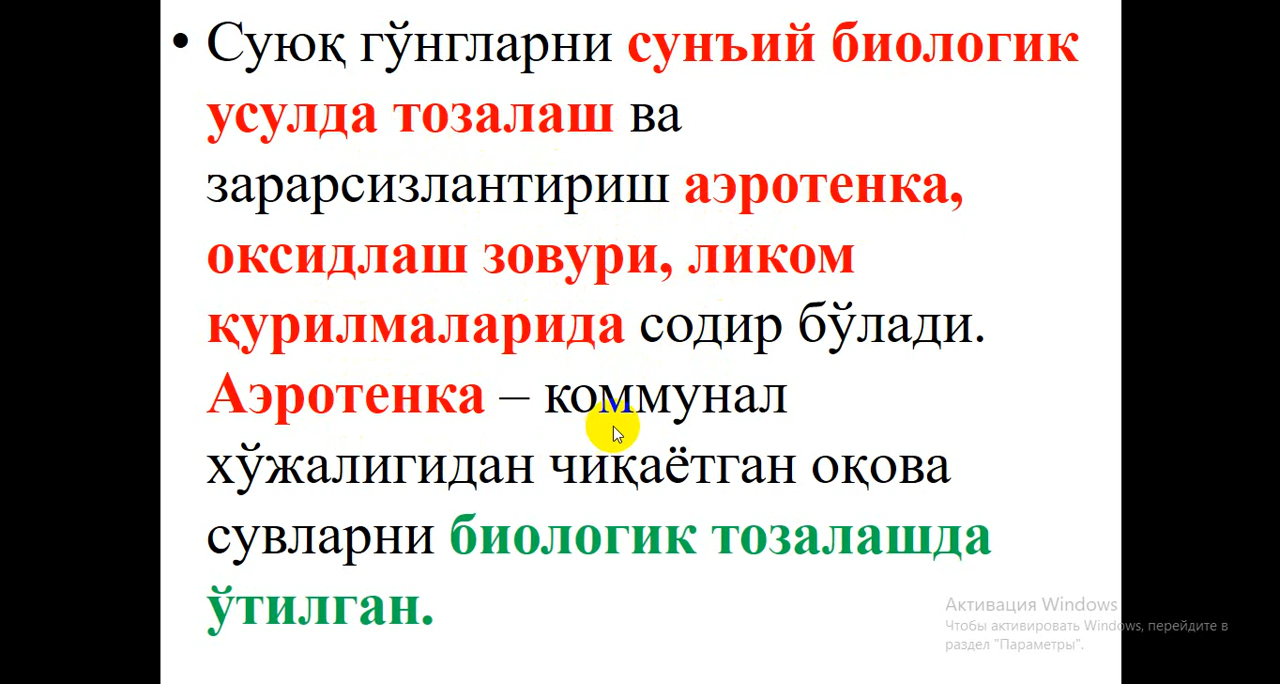 • Суюқ гўнгларни сунъий биологик
усулда тозалаш ва
зарарсизлантириш аэротенка,
оксидлаш зовури, ликом
қурилмаларида содир бўлади.
Аэротенка – коммунал
хўжалигидан чиқаётган оқова
сувларни биологик тозалашда
ўтилган.
Активация Windows
Чтобы активировать Windows, перейдите в
раздел "Параметры".